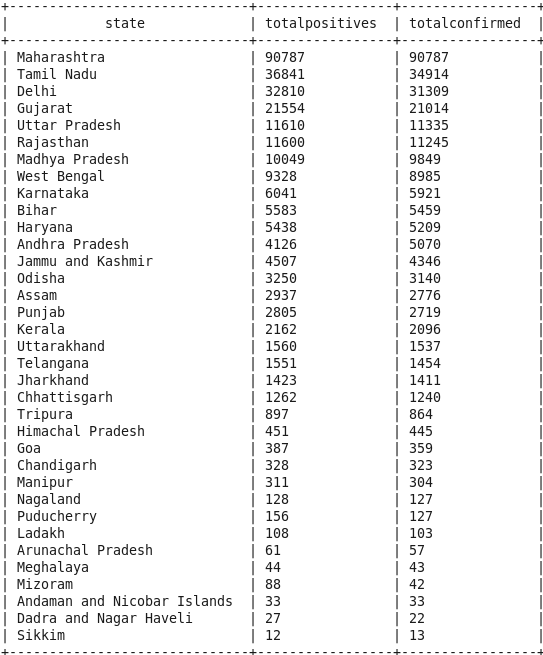 +------------------------------+-----------------+-----------------+
|            state             | totalpositives  | totalconfirmed  |
+------------------------------+-----------------+-----------------+
| Maharashtra                  | 90787           | 90787           |
| Tamil Nadu                   | 36841           | 34914           |
| Delhi                        | 32810           | 31309           |
| Gujarat                      | 21554           | 21014           |
| Uttar Pradesh                | 11610           | 11335           |
| Rajasthan                    | 11600           | 11245           |
| Madhya Pradesh               | 10049           | 9849            |
| West Bengal                  | 9328            | 8985            |
| Karnataka                    | 6041            | 5921            |
| Bihar                        | 5583            | 5459            |
| Haryana                      | 5438            | 5209            |
| Andhra Pradesh               | 4126            | 5070            |
| Jammu and Kashmir            | 4507            | 4346            |
| Odisha                       | 3250            | 3140            |
| Assam                        | 2937            | 2776            |
| Punjab                       | 2805            | 2719            |
| Kerala                       | 2162            | 2096            |
| Uttarakhand                  | 1560            | 1537            |
| Telangana                    | 1551            | 1454            |
| Jharkhand                    | 1423            | 1411            |
| Chhattisgarh                 | 1262            | 1240            |
| Tripura                      | 897             | 864             |
| Himachal Pradesh             | 451             | 445             |
| Goa                          | 387             | 359             |
| Chandigarh                   | 328             | 323             |
| Manipur                      | 311             | 304             |
| Nagaland                     | 128             | 127             |
| Puducherry                   | 156             | 127             |
| Ladakh                       | 108             | 103             |
| Arunachal Pradesh            | 61              | 57              |
| Meghalaya                    | 44              | 43              |
| Mizoram                      | 88              | 42              |
| Andaman and Nicobar Islands  | 33              | 33              |
| Dadra and Nagar Haveli       | 27              | 22              |
| Sikkim                       | 12              | 13              |
+------------------------------+-----------------+-----------------+